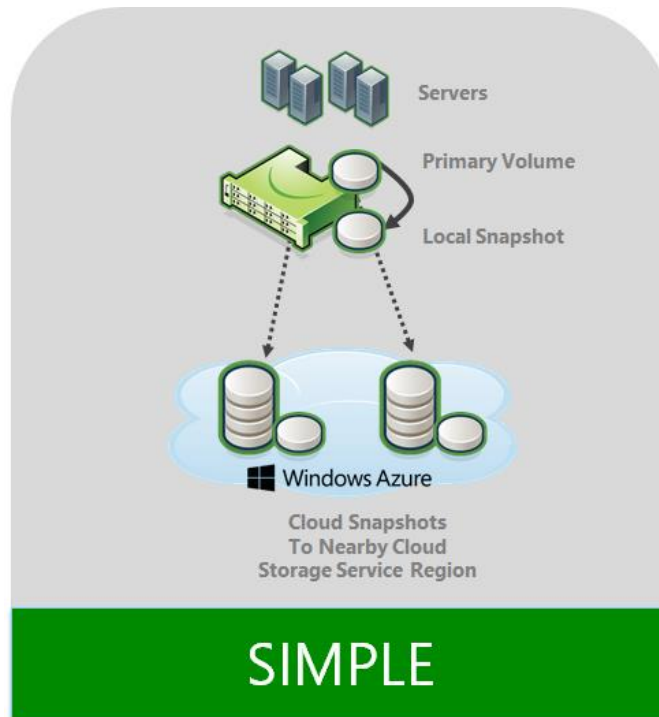 Servers
Primary Volume
Local Snapshot
Windows Azure
Cloud Snapshots
To Nearby Cloud
Storage Service Region
SIMPLE